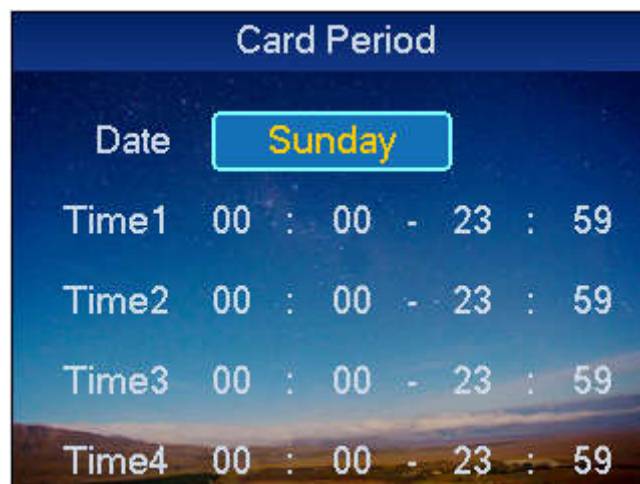 Card Period
Date Sunday
Time1 00 : 00 - 23 : 59
Time2 00 : 00 - 23 : 59
Time3 00 : 00 - 23 : 59
Time4 00 : 00 - 23 : 59